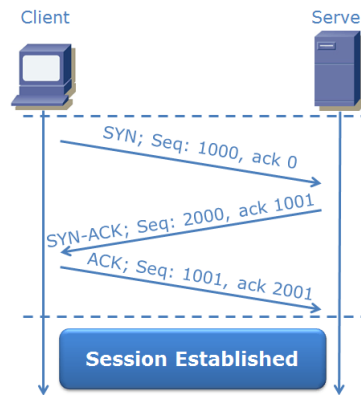 Client
Serve
SYN; Seq: 1000, ack 0
SYN-ACK; Seq: 2000, ack 1001
ACK; Seq: 1001, ack 2001
Session Established